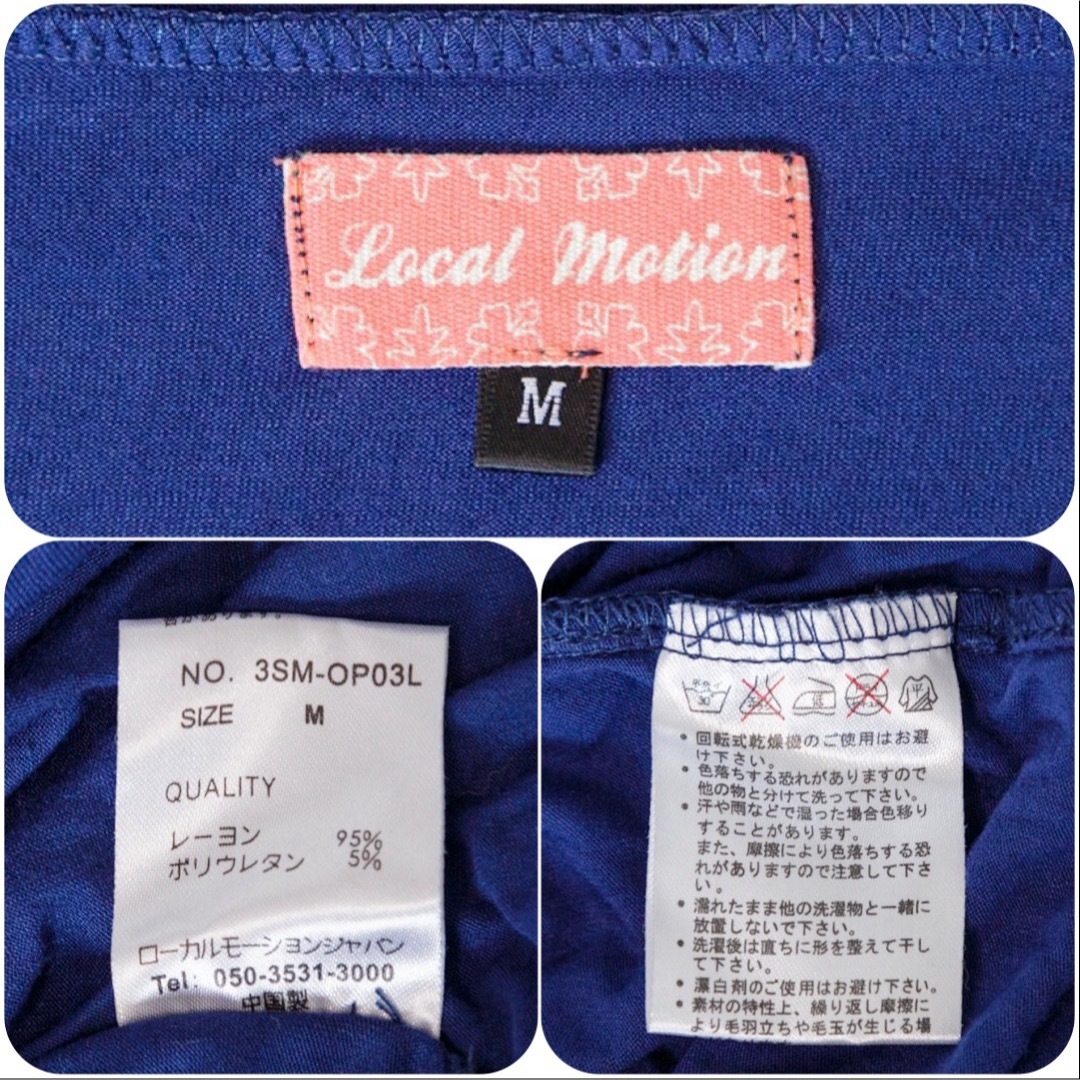 Local Motion
M
NO. 3SM-OP03L
SIZE M
QUALITY
レーヨン 95%
ポリウレタン 5%
ローカルモーションジャパン
Tel: 050-3531-3000
中国製
• 回転式乾燥機のご使用はお避
け下さい。
• 色落ちする恐れがありますので
他の物と分けて洗って下さい。
• 汗や雨などで湿った場合色移り
することがあります。
また、摩擦により色落ちする恐
れがありますので注意して下さ
い。
• 濡れたまま他の洗濯物と一緒に
放置しないで下さい。
• 洗濯後は直ちに形を整えて干し
て下さい。
• 漂白剤のご使用はお避け下さい。
• 素材の特性上、繰り返し摩擦に
より毛羽立ちや毛玉が生じる場